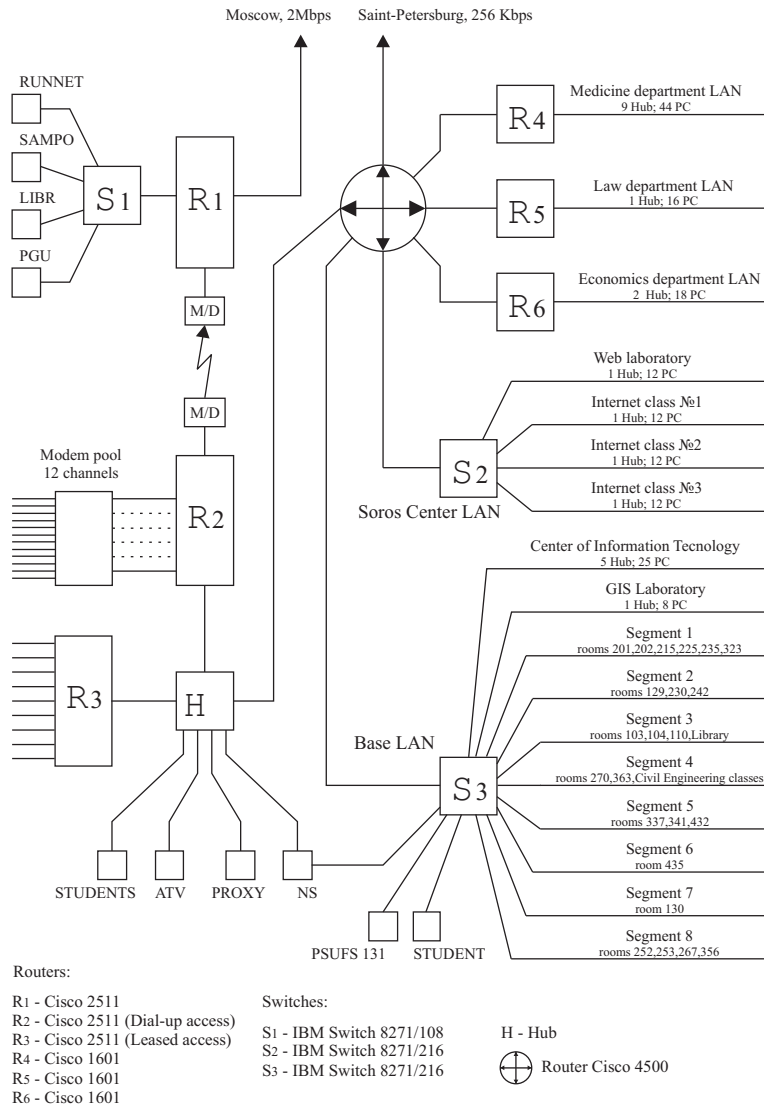 Moscow, 2Mbps
Saint-Petersburg, 256 Kbps
RUNNET
SAMPO
LIBR
PGU
S1
R1
M/D
M/D
Modem pool
12 channels
R2
R3
H
STUDENTS
ATV
PROXY
NS
R4
Medicine department LAN
9 Hub; 44 PC
R5
Law department LAN
1 Hub; 16 PC
R6
Economics department LAN
2 Hub; 18 PC
Web laboratory
1 Hub; 12 PC
Internet class №1
1 Hub; 12 PC
Internet class №2
1 Hub; 12 PC
Internet class №3
1 Hub; 12 PC
S2
Soros Center LAN
Center of Information Tecnology
5 Hub; 25 PC
GIS Laboratory
1 Hub; 8 PC
Segment 1
rooms 201,202,215,225,235,323
Segment 2
rooms 129,230,242
Segment 3
rooms 103,104,110,Library
Segment 4
rooms 270,363,Civil Engineering classes
Segment 5
rooms 337,341,432
Segment 6
room 435
Segment 7
room 130
Segment 8
rooms 252,253,267,356
Base LAN
S3
PSUFS 131
STUDENT
Routers:
R1 - Cisco 2511
R2 - Cisco 2511 (Dial-up access)
R3 - Cisco 2511 (Leased access)
R4 - Cisco 1601
R5 - Cisco 1601
R6 - Cisco 1601
Switches:
S1 - IBM Switch 8271/108
S2 - IBM Switch 8271/216
S3 - IBM Switch 8271/216
H - Hub
Router Cisco 4500